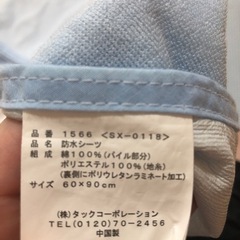 品番 1566 <SX-0118>
品名 防水シーツ
組成 綿100%(パイル部分)
ポリエステル100%(地糸)
(裏側にポリウレタンラミネート加工)
サイズ 60×90cm
(株)タックコーポレーション
TEL(0120)70-2456
中国製